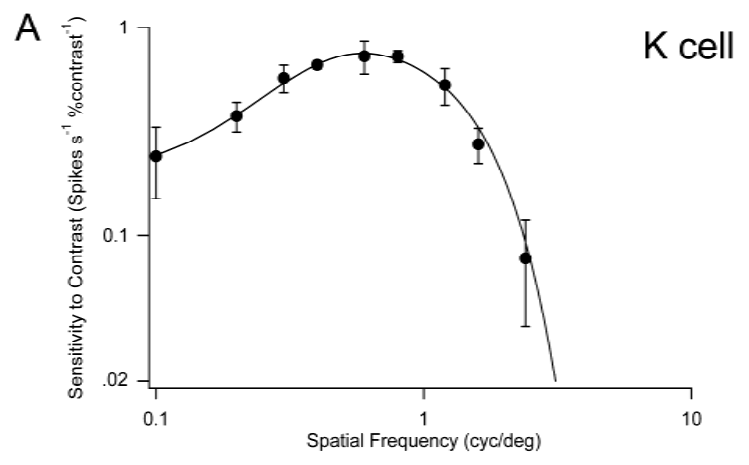 A
K cell
Sensitivity to Contrast (Spikes s-1 %contrast-1)
1
0.1
.02
0.1
1
10
Spatial Frequency (cyc/deg)